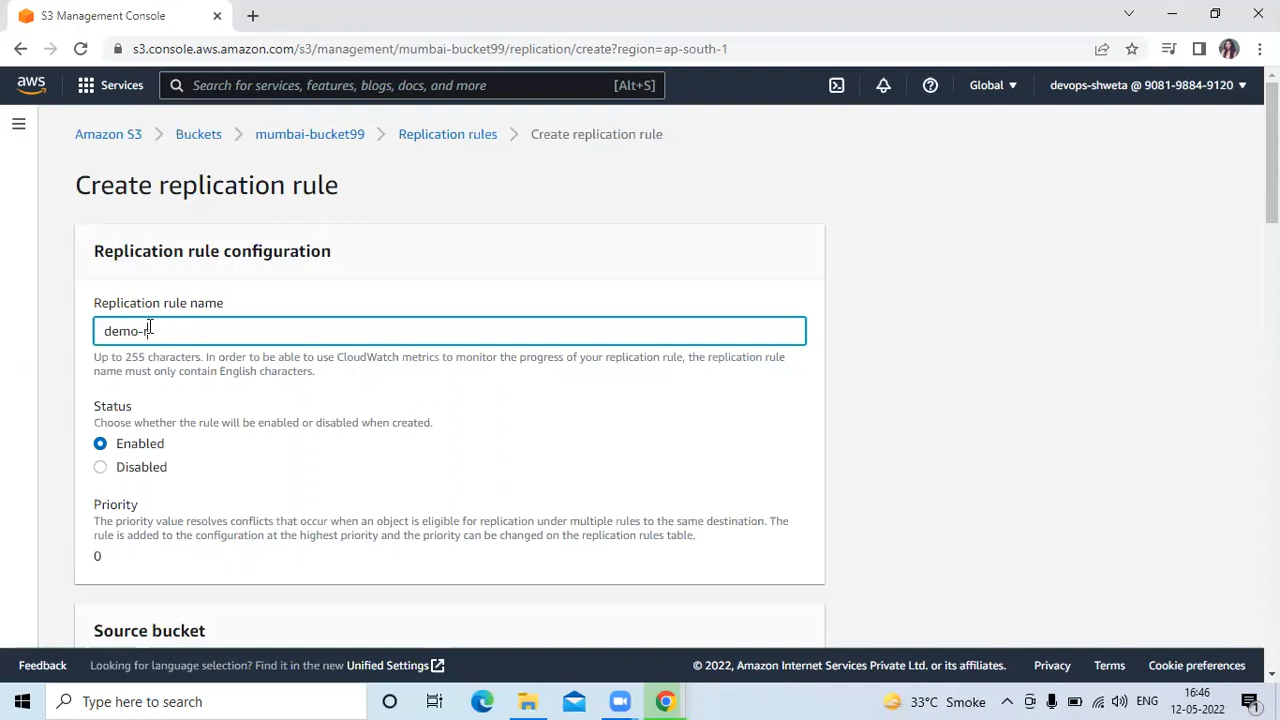 S3 Management Console
s3.console.aws.amazon.com/s3/management/mumbai-bucket99/replication/create?region=ap-south-1
aws
Services
Search for services, features, blogs, docs, and more
[Alt+S]
Global
devops-shweta @ 9081-9884-9120
Amazon S3
Buckets
mumbai-bucket99
Replication rules
Create replication rule
Create replication rule
Replication rule configuration
Replication rule name
demo-r
Up to 255 characters. In order to be able to use CloudWatch metrics to monitor the progress of your replication rule, the replication rule
name must only contain English characters.
Status
Choose whether the rule will be enabled or disabled when created.
Enabled
Disabled
Priority
The priority value resolves conflicts that occur when an object is eligible for replication under multiple rules to the same destination. The
rule is added to the configuration at the highest priority and the priority can be changed on the replication rules table.
0
Source bucket
Feedback
Looking for language selection? Find it in the new Unified Settings
© 2022, Amazon Internet Services Private Ltd. or its affiliates.
Privacy
Terms
Cookie preferences
Type here to search
33°C Smoke
ENG
16:46
12-05-2022
1